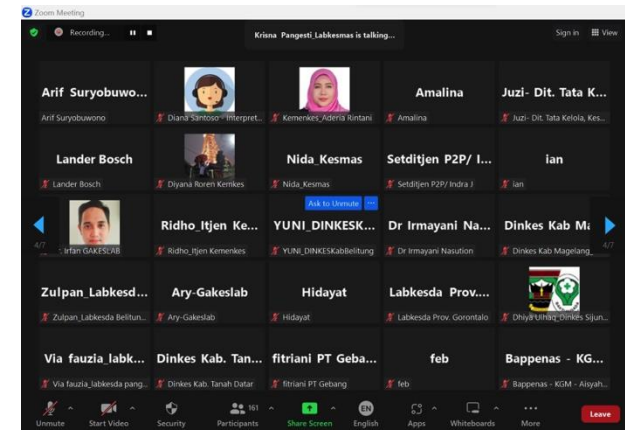 Zoom Meeting
Recording...
Krisna Pangesti_Labkesmas is talking...
Sign in
View
Arif Suryobuwo...
Amalina
Juzi- Dit. Tata K...
Arif Suryobuwono
Diana Santoso - Interpret...
Kemenkes_Aderia Rintani
Amalina
Juzi- Dit. Tata Kelola, Kes...
Lander Bosch
Nida_Kesmas
Setditjen P2P/ I...
ian
Lander Bosch
Diyana Roren Kemkes
Nida_Kesmas
Setditjen P2P/ Indra J
ian
Ask to Unmute
...
Ridho_Itjen Ke...
YUNI_DINKESK...
Dr Irmayani Na...
Dinkes Kab Ma
4/7
Irfan GAKESLAB
Ridho_Itjen Kemenkes
YUNI_DINKESKabBelitung
Dr Irmayani Nasution
Dinkes Kab Magelang_
4/7
Zulpan_Labkesd...
Ary-Gakeslab
Hidayat
Labkesda Prov....
Zulpan_Labkesda Belitun...
Ary-Gakeslab
Hidayat
Labkesda Prov. Gorontalo
Dhiya Ulhaq_Dinkes Sijun...
Via fauzia_labk...
Dinkes Kab. Tan...
fitriani PT Geba...
feb
Bappenas - KG...
Via fauzia_labkesda pang...
Dinkes Kab. Tanah Datar
fitriani PT Gebang
feb
Bappenas - KGM - Aisyah...
161
EN
Unmute
Start Video
Security
Participants
Share Screen
English
Apps
Whiteboards
More
Leave